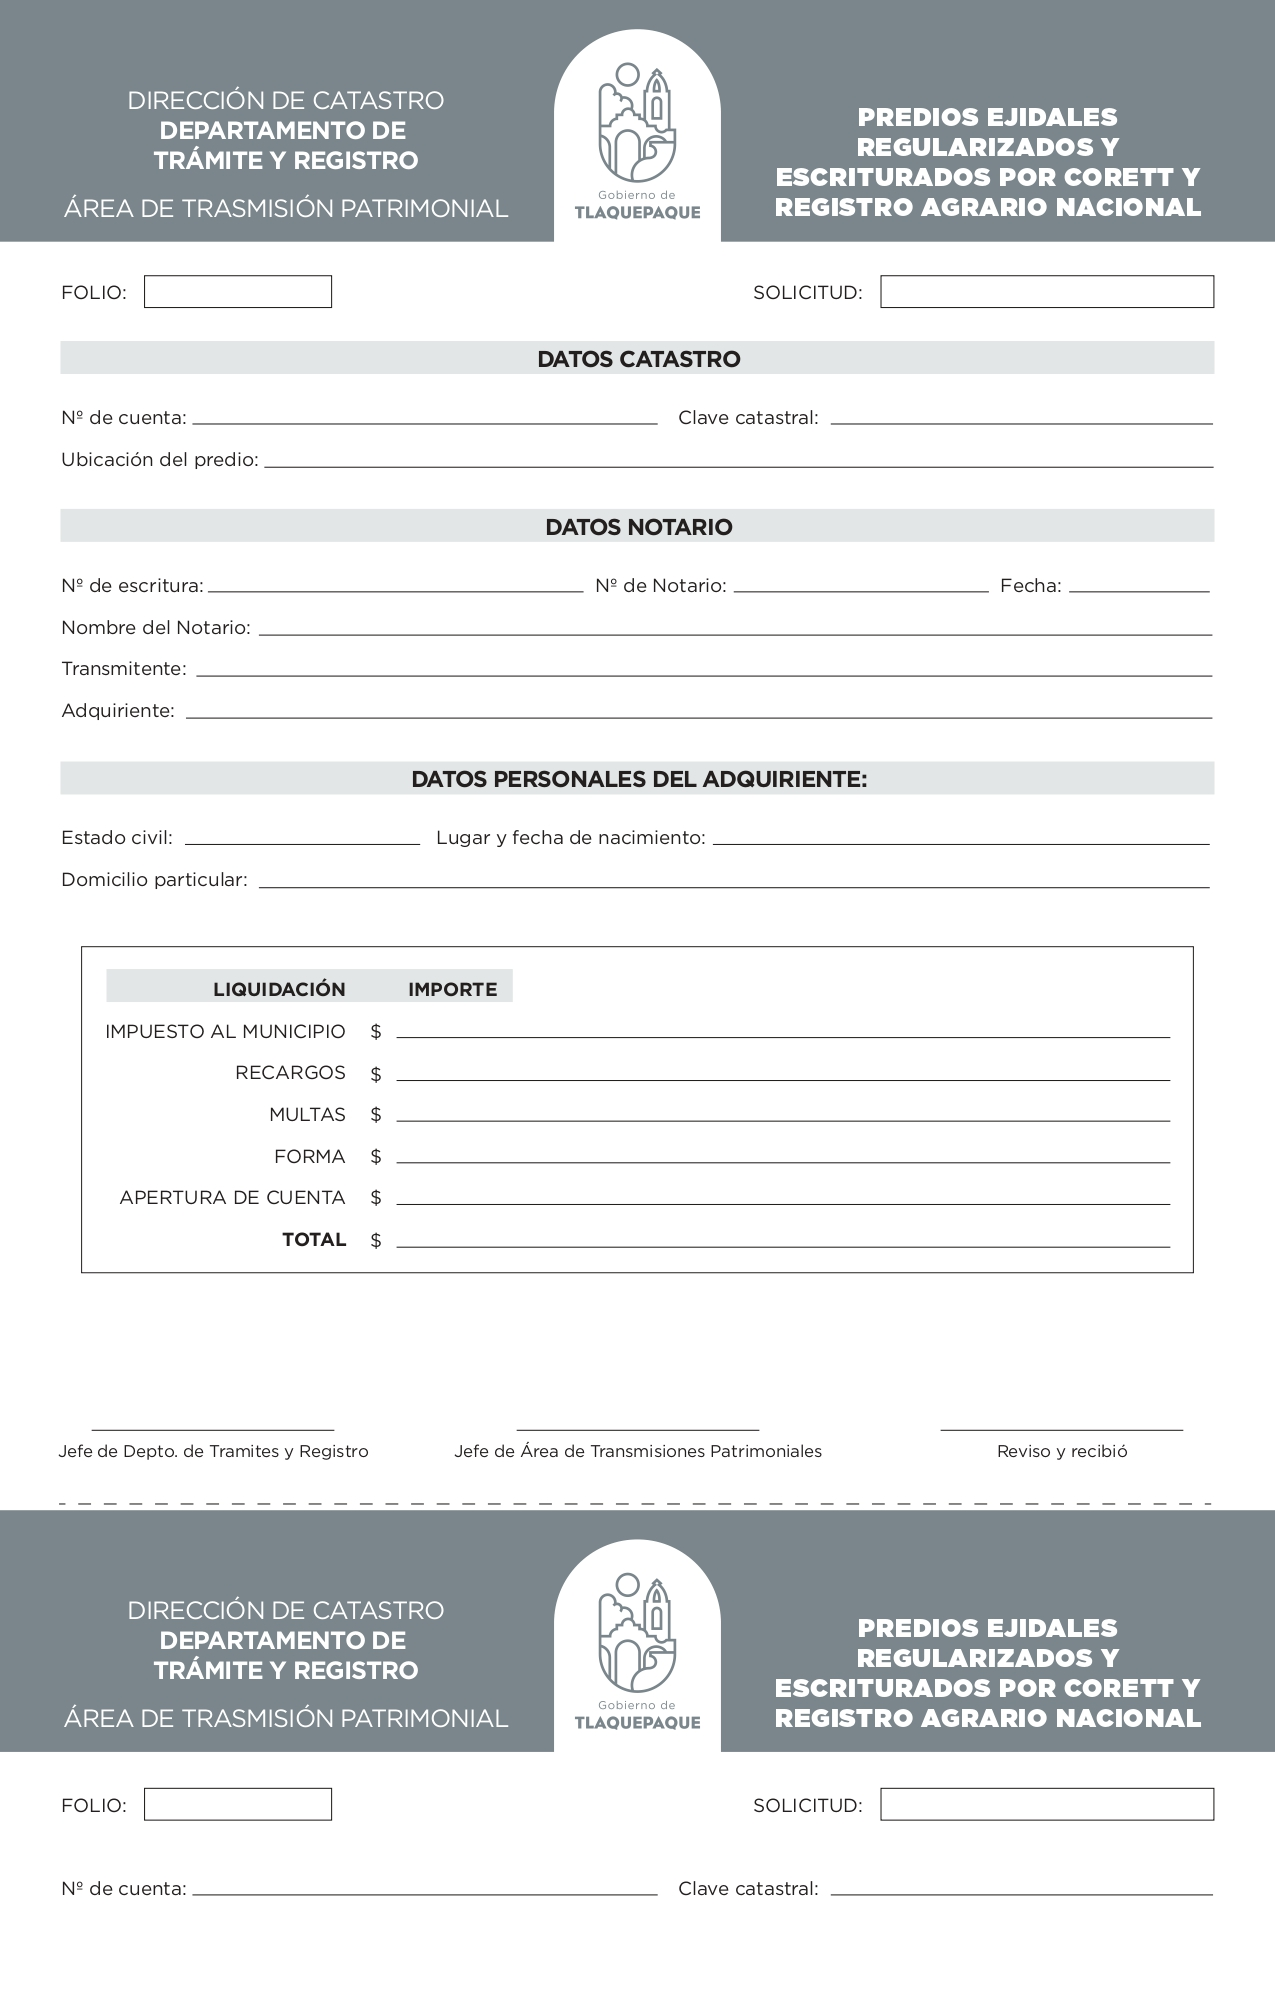 DIRECCIÓN DE CATASTRO
DEPARTAMENTO DE
TRÁMITE Y REGISTRO
ÁREA DE TRASMISIÓN PATRIMONIAL
Gobierno de
TLAQUEPAQUE
PREDIOS EJIDALES
REGULARIZADOS Y
ESCRITURADOS POR CORETT Y
REGISTRO AGRARIO NACIONAL
FOLIO: SOLICITUD:
DATOS CATASTRO
Nº de cuenta: Clave catastral:
Ubicación del predio:
DATOS NOTARIO
Nº de escritura: Nº de Notario: Fecha:
Nombre del Notario:
Transmitente:
Adquiriente:
DATOS PERSONALES DEL ADQUIRIENTE:
Estado civil: Lugar y fecha de nacimiento:
Domicilio particular:
LIQUIDACIÓN IMPORTE
IMPUESTO AL MUNICIPIO $
RECARGOS $
MULTAS $
FORMA $
APERTURA DE CUENTA $
TOTAL $
Jefe de Depto. de Tramites y Registro Jefe de Área de Transmisiones Patrimoniales Reviso y recibió
DIRECCIÓN DE CATASTRO
DEPARTAMENTO DE
TRÁMITE Y REGISTRO
ÁREA DE TRASMISIÓN PATRIMONIAL
Gobierno de
TLAQUEPAQUE
PREDIOS EJIDALES
REGULARIZADOS Y
ESCRITURADOS POR CORETT Y
REGISTRO AGRARIO NACIONAL
FOLIO: SOLICITUD:
Nº de cuenta: Clave catastral: